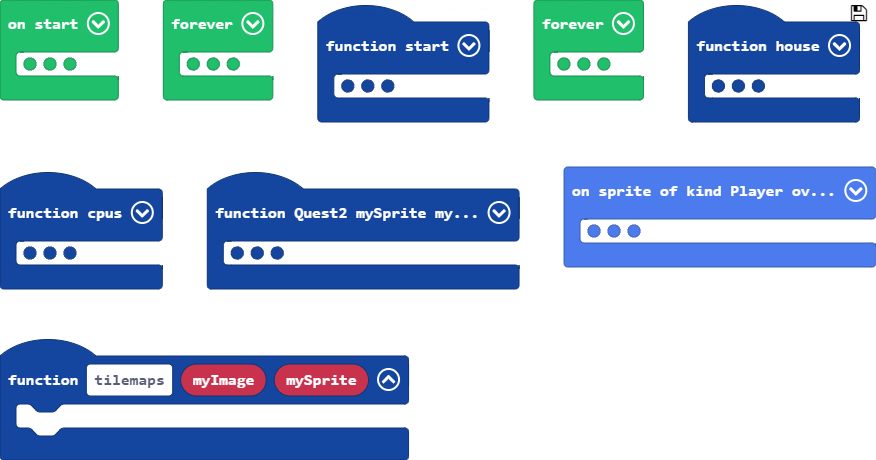 on start
forever
function start
forever
function house
function cpus
function Quest2 mySprite my...
on sprite of kind Player ov...
function tilemaps myImage mySprite